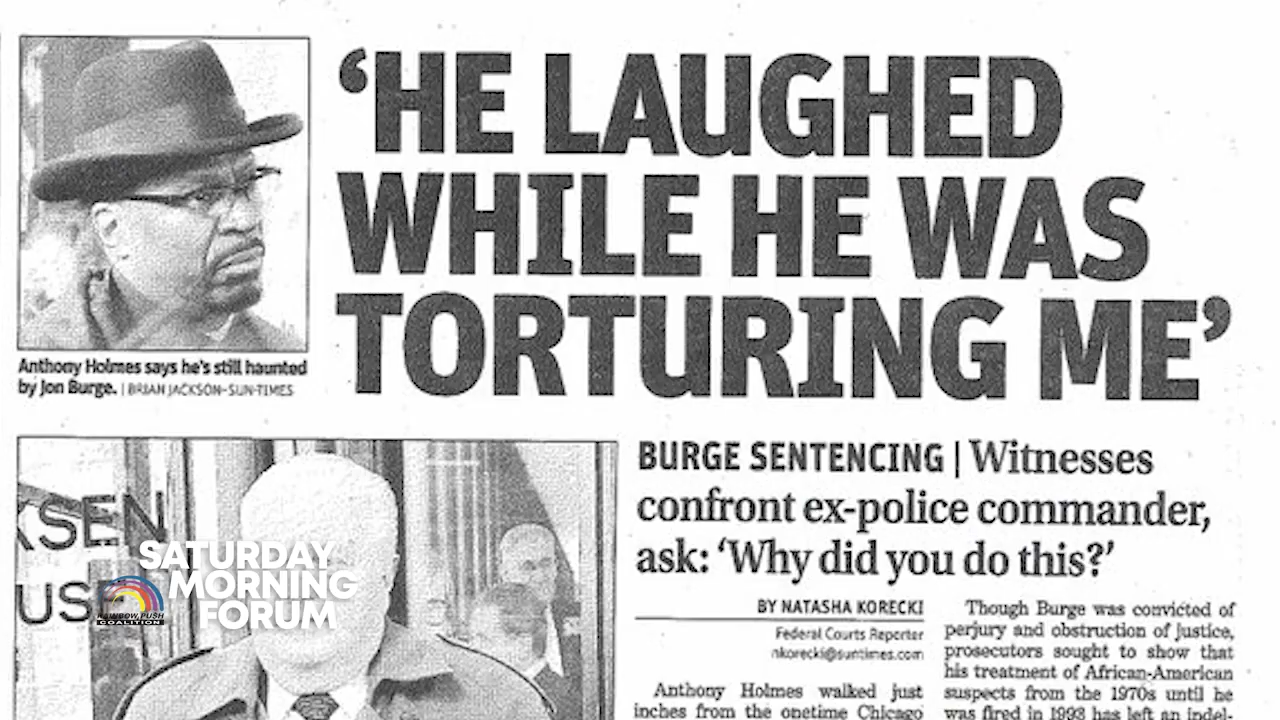 ‘HE LAUGHED
WHILE HE WAS
TORTURING ME’
Anthony Holmes says he's still haunted
by Jon Burge. | BRIAN JACKSON~SUN-TIMES
BURGE SENTENCING | Witnesses
confront ex-police commander,
ask: ‘Why did you do this?’
BY NATASHA KORECKI
Federal Courts Reporter
nkorecki@suntimes.com
Anthony Holmes walked just
inches from the onetime Chicago
Though Burge was convicted of
perjury and obstruction of justice,
prosecutors sought to show that
his treatment of African-American
suspects from the 1970s until he
was fired in 1993 has left an indel-
KSEN
USE
SATURDAY
MORNING
FORUM
RAINBOW PUSH
COALITION